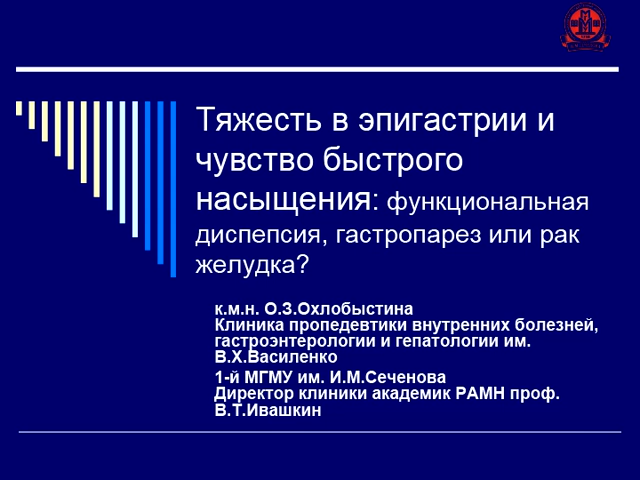 Тяжесть в эпигастрии и
чувство быстрого
насыщения: функциональная
диспепсия, гастропарез или рак
желудка?
к.м.н. О.З.Охлобыстина
Клиника пропедевтики внутренних болезней,
гастроэнтерологии и гепатологии им.
В.Х.Василенко
1-й МГМУ им. И.М.Сеченова
Директор клиники академик РАМН проф.
В.Т.Ивашкин